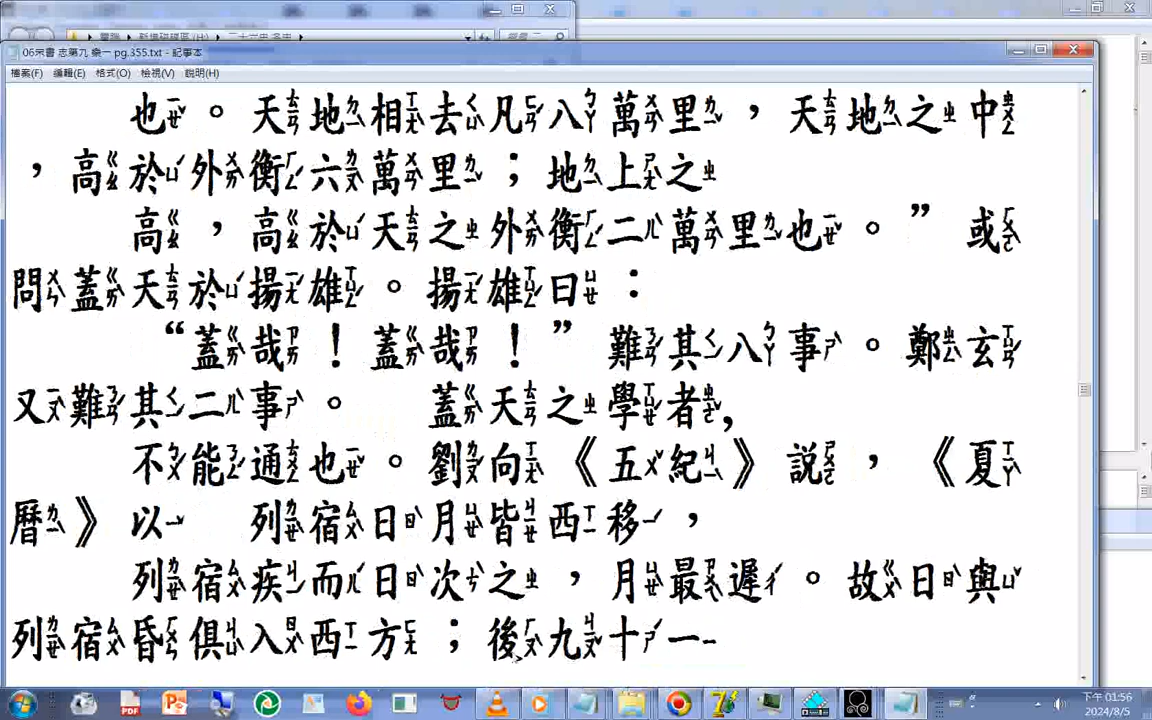 06宋書 志第九 樂一 pg.355.txt - 記事本
檔案(F) 編輯(E) 格式(O) 檢視(V) 說明(H)
也。天地相去凡八萬里，天地之中
，高於外衡六萬里；地上之
高，高於天之外衡二萬里也。”或
問蓋天於揚雄。揚雄曰：
“蓋哉！蓋哉！”難其八事。鄭玄
又難其二事。 蓋天之學者,
不能通也。劉向《五紀》説，《夏
曆》以 列宿日月皆西移，
列宿疾而日次之，月最遲。故日與
列宿昏俱入西方；後九十一
下午 01:56
2024/8/5